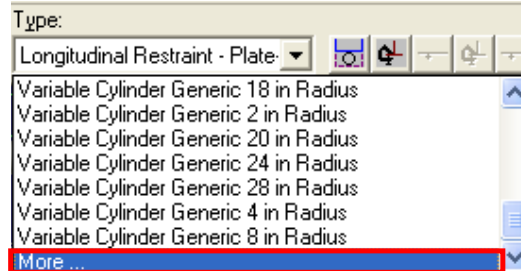 Type:
Longitudinal Restraint - Plate-
Variable Cylinder Generic 18 in Radius
Variable Cylinder Generic 2 in Radius
Variable Cylinder Generic 20 in Radius
Variable Cylinder Generic 24 in Radius
Variable Cylinder Generic 28 in Radius
Variable Cylinder Generic 4 in Radius
Variable Cylinder Generic 8 in Radius
More ...